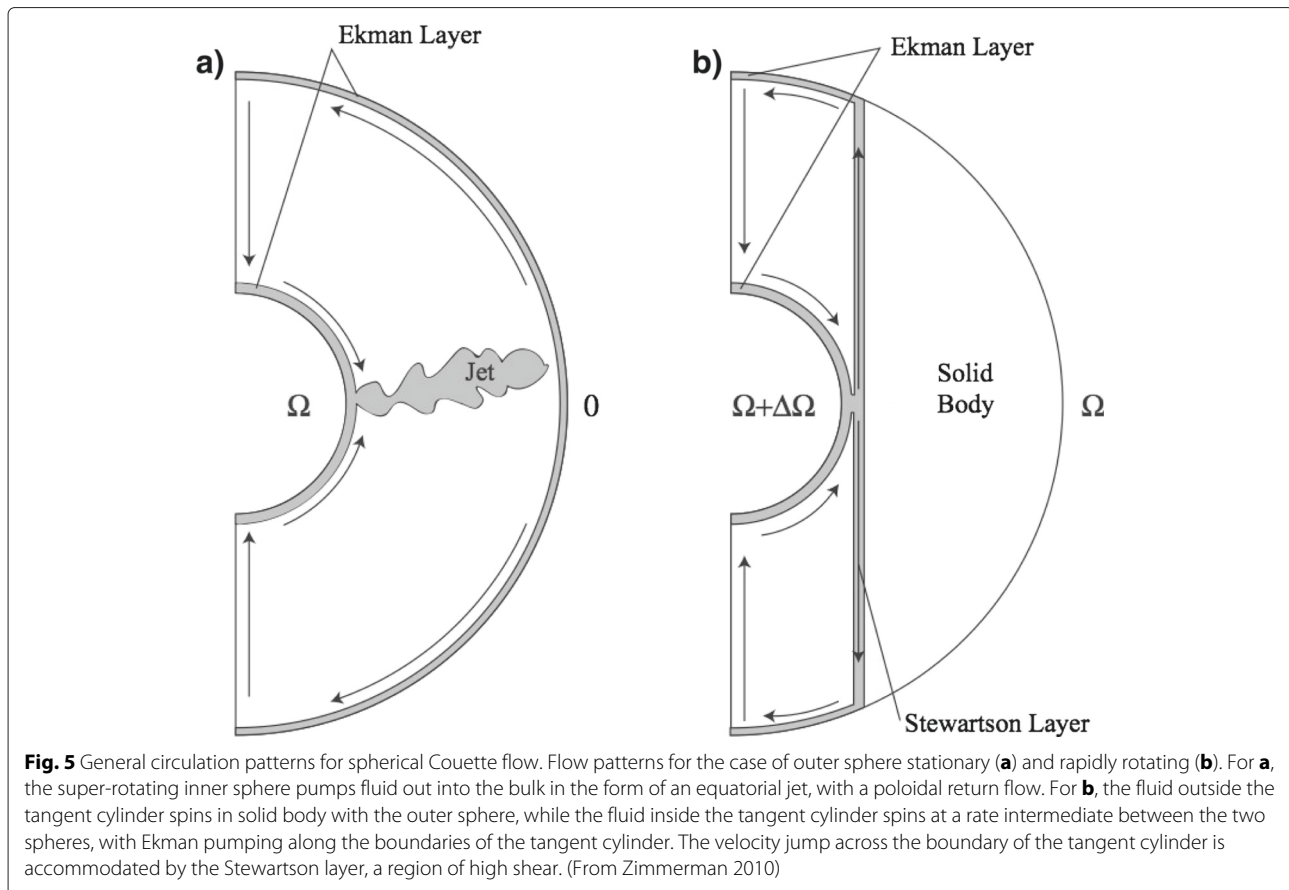 Ekman Layer
a)
Jet
Ω
0
Ekman Layer
b)
Ω+ΔΩ
Solid
Body
Ω
Stewartson Layer
Fig. 5 General circulation patterns for spherical Couette flow. Flow patterns for the case of outer sphere stationary (a) and rapidly rotating (b). For a,
the super-rotating inner sphere pumps fluid out into the bulk in the form of an equatorial jet, with a poloidal return flow. For b, the fluid outside the
tangent cylinder spins in solid body with the outer sphere, while the fluid inside the tangent cylinder spins at a rate intermediate between the two
spheres, with Ekman pumping along the boundaries of the tangent cylinder. The velocity jump across the boundary of the tangent cylinder is
accommodated by the Stewartson layer, a region of high shear. (From Zimmerman 2010)